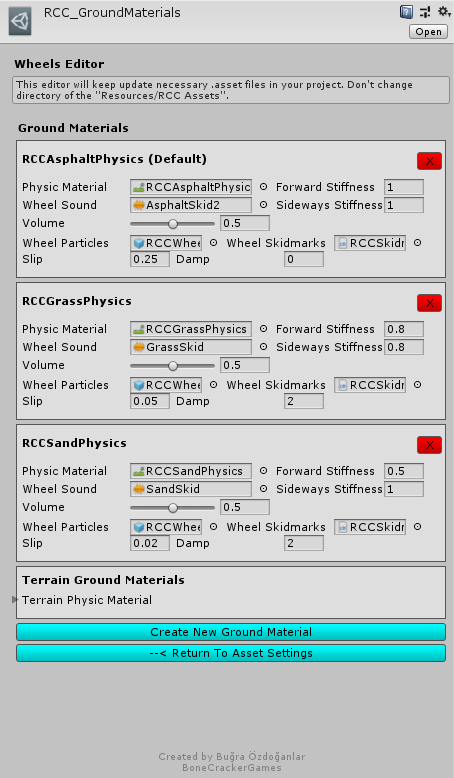 RCC_GroundMaterials
Open
Wheels Editor
This editor will keep update necessary .asset files in your project. Don't change
directory of the "Resources/RCC Assets".
Ground Materials
RCCAsphaltPhysics (Default) X
Physic Material RCCAsphaltPhysic Forward Stiffness 1
Wheel Sound AsphaltSkid2 Sideways Stiffness 1
Volume 0.5
Wheel Particles RCCWhee Wheel Skidmarks RCCSkidr
Slip 0.25 Damp 0
RCCGrassPhysics X
Physic Material RCCGrassPhysics Forward Stiffness 0.8
Wheel Sound GrassSkid Sideways Stiffness 0.8
Volume 0.5
Wheel Particles RCCWhee Wheel Skidmarks RCCSkidr
Slip 0.05 Damp 2
RCCSandPhysics X
Physic Material RCCSandPhysics Forward Stiffness 0.5
Wheel Sound SandSkid Sideways Stiffness 1
Volume 0.5
Wheel Particles RCCWhee Wheel Skidmarks RCCSkidr
Slip 0.02 Damp 2
Terrain Ground Materials
Terrain Physic Material
Create New Ground Material
--< Return To Asset Settings
Created by Buğra Özdoğanlar
BoneCrackerGames